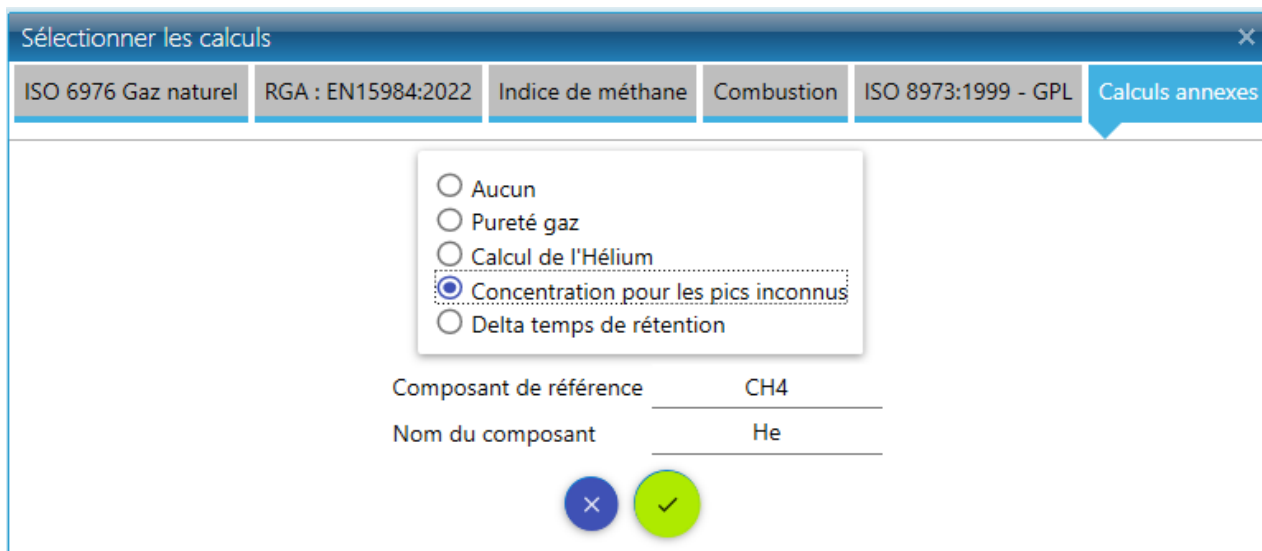 Sélectionner les calculs
ISO 6976 Gaz naturel RGA : EN15984:2022 Indice de méthane Combustion ISO 8973:1999 - GPL Calculs annexes
Aucun
Pureté gaz
Calcul de l'Hélium
Concentration pour les pics inconnus
Delta temps de rétention
Composant de référence CH4
Nom du composant He